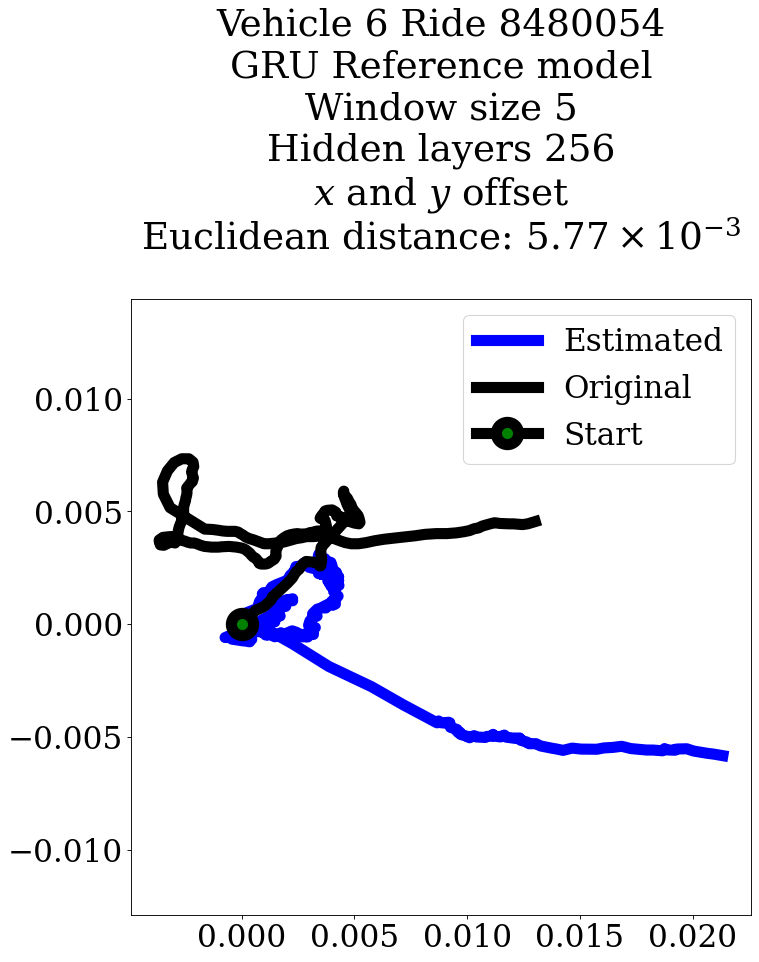 Vehicle 6 Ride 8480054
GRU Reference model
Window size 5
Hidden layers 256
x and y offset
Euclidean distance: 5.77 × 10⁻³
Estimated
Original
Start
0.010
0.005
0.000
−0.005
−0.010
0.000 0.005 0.010 0.015 0.020